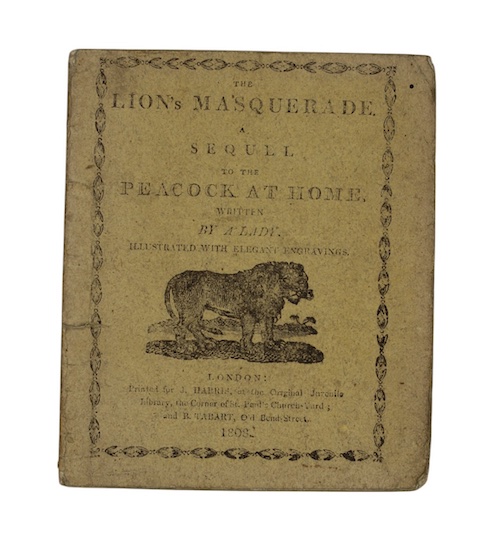 THE
LION's MASQUERADE.
A
SEQULL
TO THE
PEACOCK AT HOME,
WRITTEN
BY A LADY.
ILLUSTRATED WITH ELEGANT ENGRAVINGS.
LONDON:
Printed for J. HARRIS, at the Original Juvenile
Library, the Corner of St. Paul's Church-Yard;
and B. TABART, Old Bond-Street.
1808.